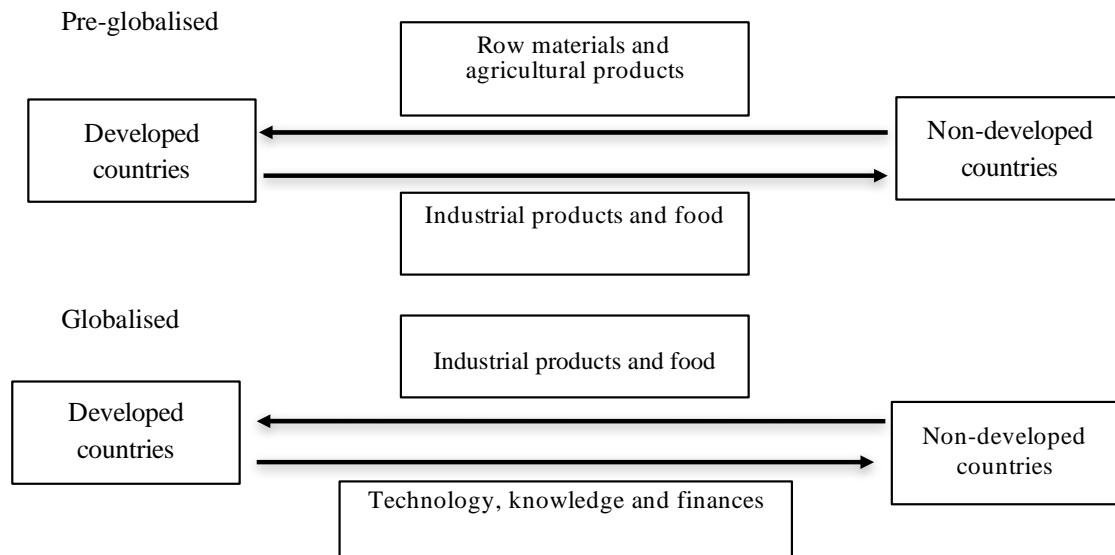 Pre-globalised
Row materials and
agricultural products
Developed
countries
Non-developed
countries
Industrial products and food
Globalised
Industrial products and food
Developed
countries
Non-developed
countries
Technology, knowledge and finances